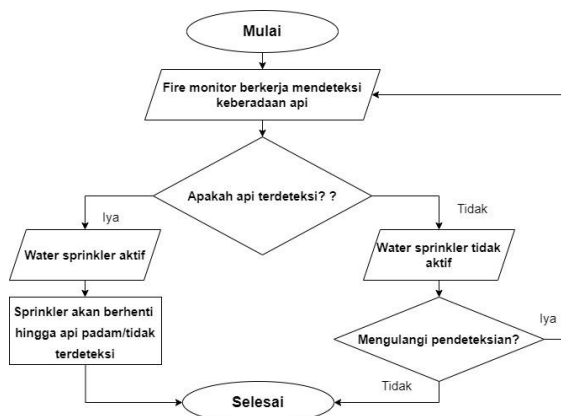 Mulai
Fire monitor berkerja mendeteksi
keberadaan api
Apakah api terdeteksi? ?
Iya
Tidak
Water sprinkler aktif
Water sprinkler tidak
aktif
Sprinkler akan berhenti
hingga api padam/tidak
terdeteksi
Mengulangi pendeteksian?
Iya
Tidak
Selesai